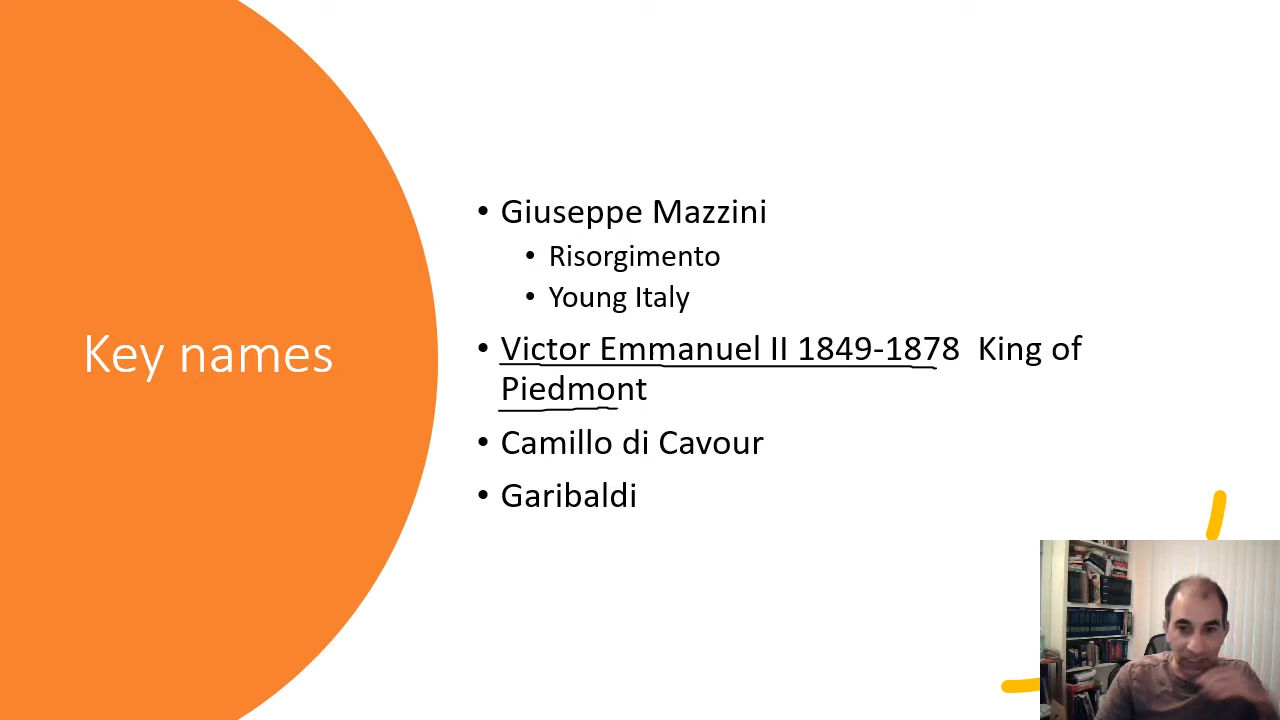 Key names
• Giuseppe Mazzini
• Risorgimento
• Young Italy
• Victor Emmanuel II 1849-1878 King of
Piedmont
• Camillo di Cavour
• Garibaldi